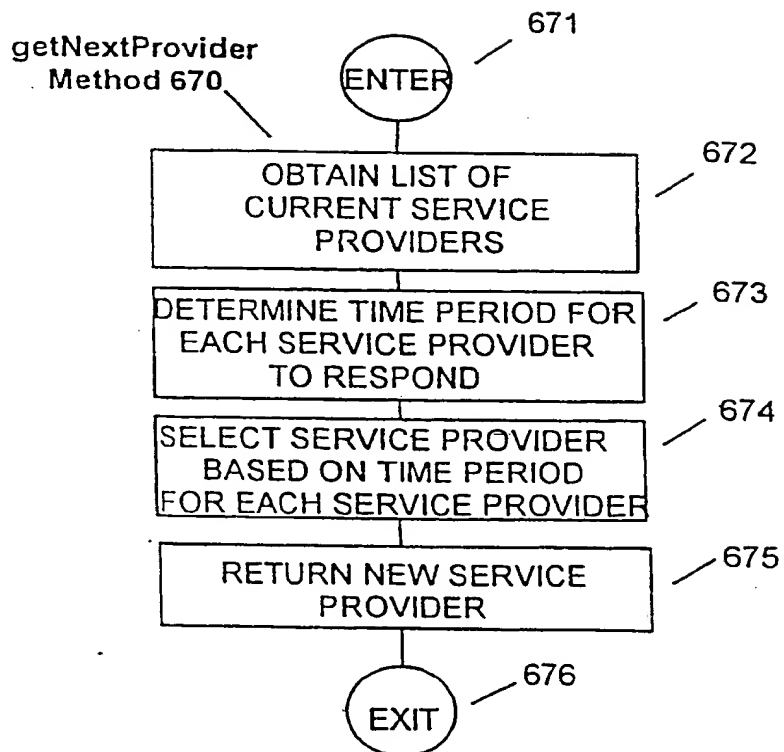 getNextProvider
Method 670
671
ENTER
672
OBTAIN LIST OF
CURRENT SERVICE
PROVIDERS
673
DETERMINE TIME PERIOD FOR
EACH SERVICE PROVIDER
TO RESPOND
674
SELECT SERVICE PROVIDER
BASED ON TIME PERIOD
FOR EACH SERVICE PROVIDER
675
RETURN NEW SERVICE
PROVIDER
676
EXIT